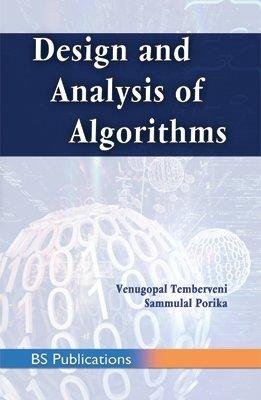 Design and
Analysis of
Algorithms
Venugopal Temberveni
Sammulal Porika
BS Publications